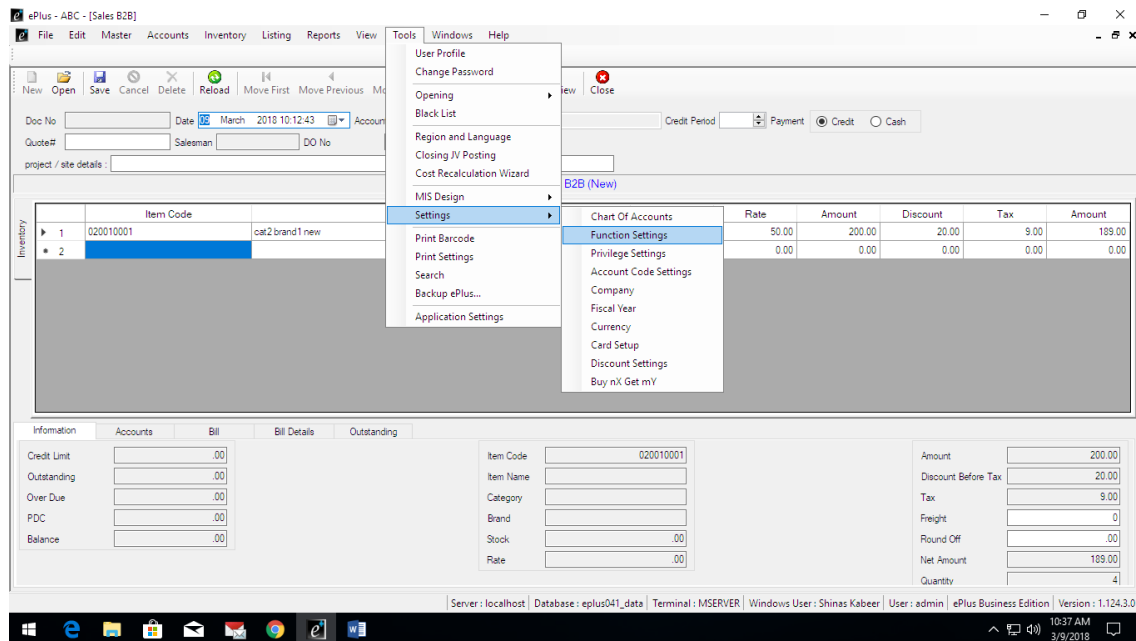 ePlus - ABC - [Sales B2B]
File Edit Master Accounts Inventory Listing Reports View Tools Windows Help
New Open Save Cancel Delete Reload Move First Move Previous Close
Doc No Date 09 March 2018 10:12:43 Credit Period Payment Credit Cash
Quote# Salesman DO No
project / site details :
B2B (New)
User Profile
Change Password
Opening
Black List
Region and Language
Closing JV Posting
Cost Recalculation Wizard
MIS Design
Settings
Print Barcode
Print Settings
Search
Backup ePlus...
Application Settings
Chart Of Accounts
Function Settings
Privilege Settings
Account Code Settings
Company
Fiscal Year
Currency
Card Setup
Discount Settings
Buy nX Get mY
Inventory
Item Code Rate Amount Discount Tax Amount
1 020010001 cat2 brand1 new 50.00 200.00 20.00 9.00 189.00
2 0.00 0.00 0.00 0.00 0.00
Information Accounts Bill Bill Details Outstanding
Credit Limit .00
Outstanding .00
Over Due .00
PDC .00
Balance .00
Item Code 020010001
Item Name
Category
Brand
Stock .00
Rate .00
Amount 200.00
Discount Before Tax 20.00
Tax 9.00
Freight 0
Round Off .00
Net Amount 189.00
Quantity 4
Server : localhost Database : eplus041_data Terminal : MSERVER Windows User : Shinas Kabeer User : admin ePlus Business Edition Version : 1.124.3.0
10:37 AM
3/9/2018